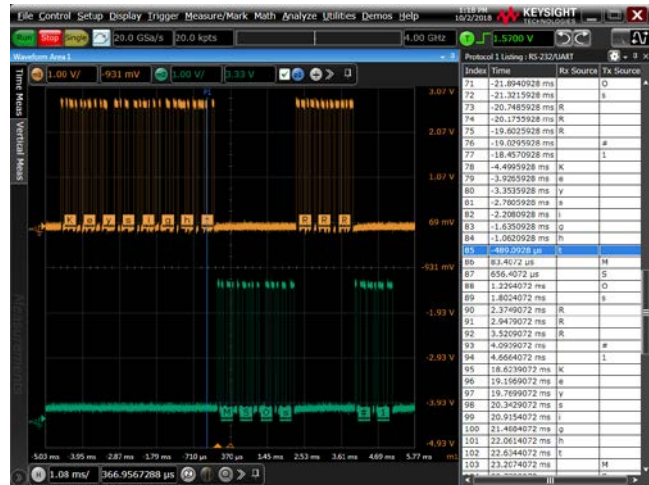 File Control Setup Display Trigger Measure/Mark Math Analyze Utilities Demos Help
1:18 PM
10/2/2018
KEYSIGHT
TECHNOLOGIES
Run Stop Single 20.0 GSa/s 20.0 kpts 4.00 GHz T 1.5700 V
Waveform Area 1
1.00 V/ -931 mV 1.00 V/ 3.33 V
Time Meas
Vertical Meas
Measurements
3.07 V
2.07 V
1.07 V
69 mV
-931 mV
-1.93 V
-2.93 V
-3.93 V
-4.93 V
K e y s i g h t R R R
M S O s # 1
-5.03 ms -3.95 ms -2.87 ms -1.79 ms -710 µs 370 µs 1.45 ms 2.53 ms 3.61 ms 4.69 ms 5.77 ms
H 1.08 ms/ 366.9567288 µs
Protocol 1 Listing : RS-232/UART
Index Time Rx Source Tx Source
71 -21.8940928 ms O
72 -21.3215928 ms s
73 -20.7485928 ms R
74 -20.1755928 ms R
75 -19.6025928 ms R
76 -19.0295928 ms #
77 -18.4570928 ms 1
78 -4.4995928 ms K
79 -3.9265928 ms e
80 -3.3535928 ms y
81 -2.7805928 ms s
82 -2.2080928 ms i
83 -1.6350928 ms g
84 -1.0620928 ms h
85 -489.0928 µs t
86 83.4072 µs M
87 656.4072 µs S
88 1.2294072 ms O
89 1.8024072 ms s
90 2.3749072 ms R
91 2.9479072 ms R
92 3.5209072 ms R
93 4.0939072 ms #
94 4.6664072 ms 1
95 18.6239072 ms K
96 19.1969072 ms e
97 19.7699072 ms y
98 20.3429072 ms s
99 20.9154072 ms i
100 21.4884072 ms g
101 22.0614072 ms h
102 22.6344072 ms t
103 23.2074072 ms M